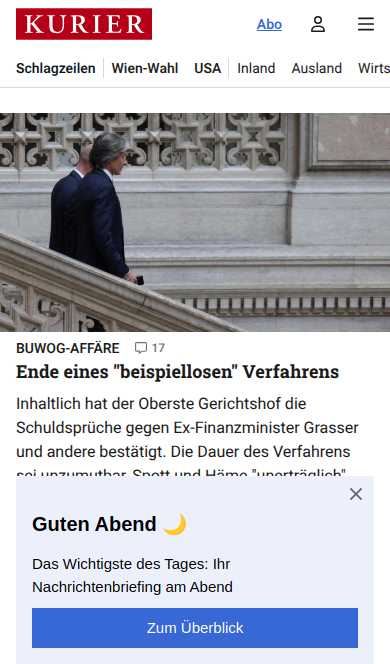 KURIER
Abo
Schlagzeilen Wien-Wahl USA Inland Ausland Wirts
BUWOG-AFFÄRE 17
Ende eines "beispiellosen" Verfahrens
Inhaltlich hat der Oberste Gerichtshof die
Schuldsprüche gegen Ex-Finanzminister Grasser
und andere bestätigt. Die Dauer des Verfahrens
sei unzumutbar, Spott und Häme "unerträglich"
Guten Abend 🌙
Das Wichtigste des Tages: Ihr
Nachrichtenbriefing am Abend
Zum Überblick